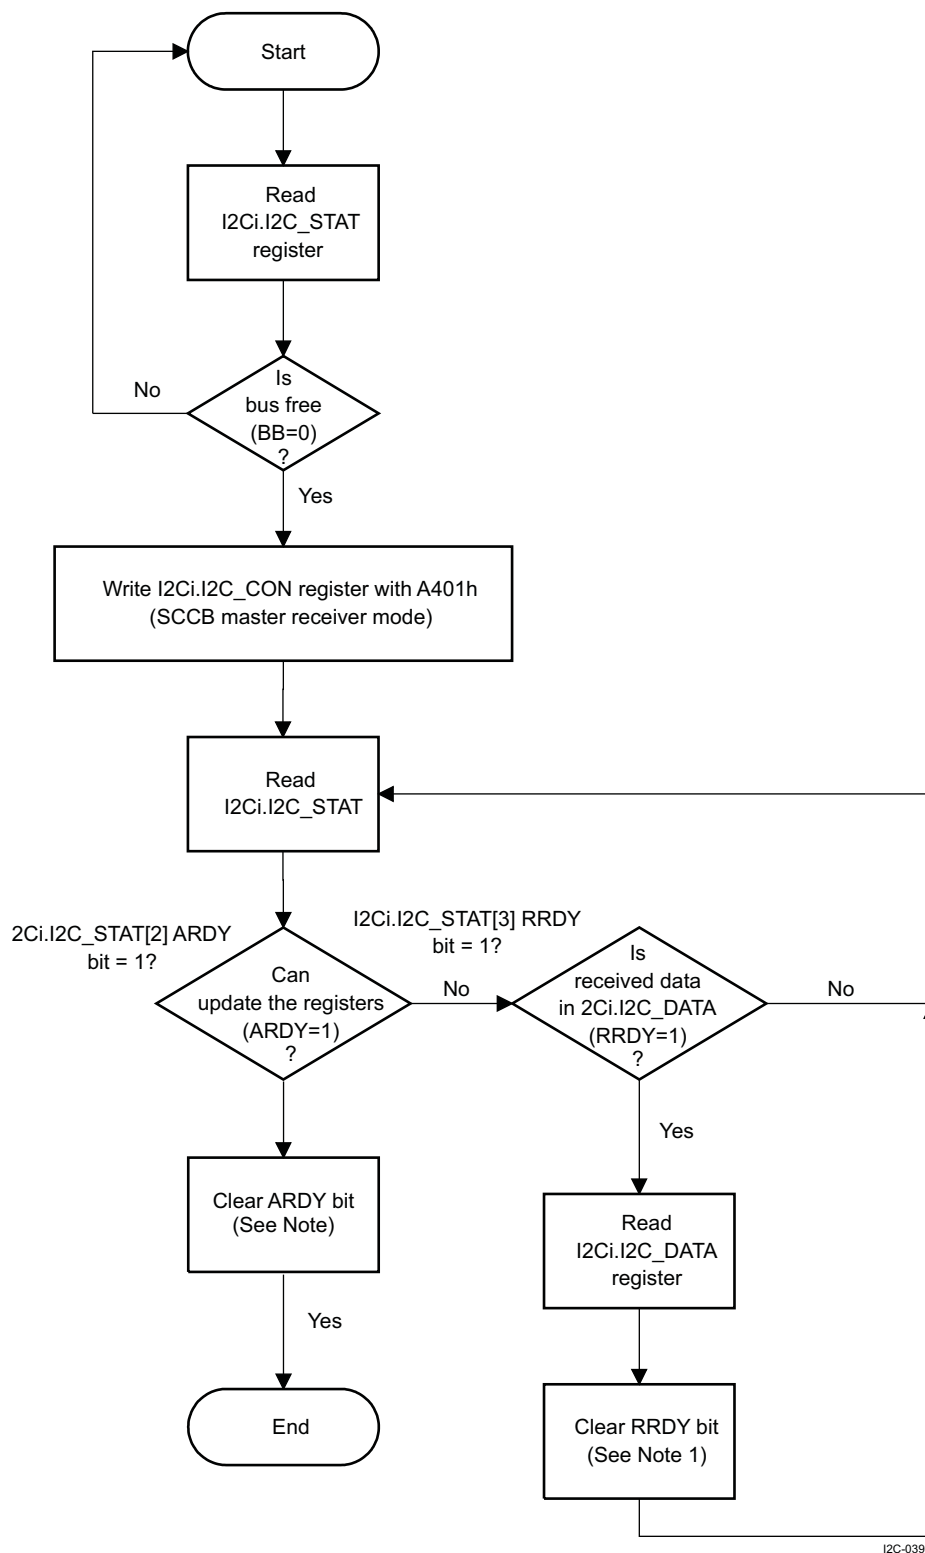 Start
Read
I2Ci.I2C_STAT
register
Is
bus free
(BB=0)
?
No
Yes
Write I2Ci.I2C_CON register with A401h
(SCCB master receiver mode)
Read
I2Ci.I2C_STAT
2Ci.I2C_STAT[2] ARDY
bit = 1?
Can
update the registers
(ARDY=1)
?
No
I2Ci.I2C_STAT[3] RRDY
bit = 1?
Is
received data
in 2Ci.I2C_DATA
(RRDY=1)
?
No
Yes
Clear ARDY bit
(See Note)
Yes
End
Read
I2Ci.I2C_DATA
register
Clear RRDY bit
(See Note 1)
I2C-039